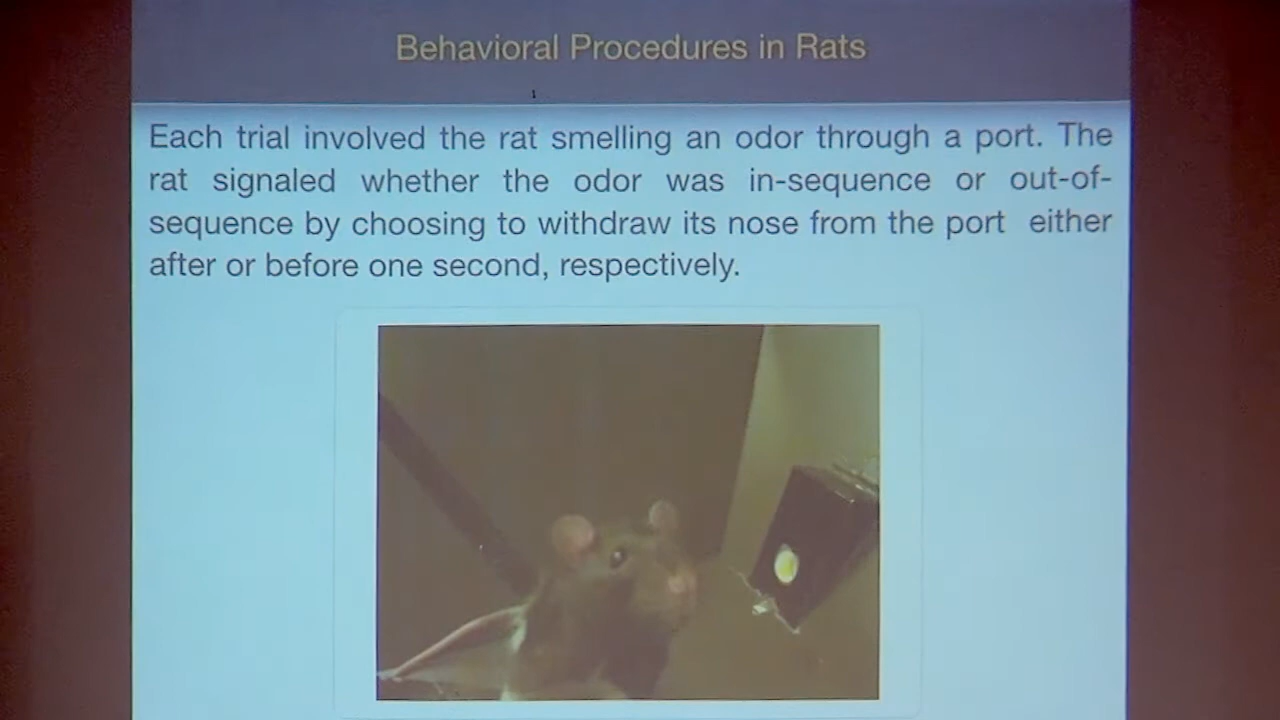 Behavioral Procedures in Rats
Each trial involved the rat smelling an odor through a port. The
rat signaled whether the odor was in-sequence or out-of-
sequence by choosing to withdraw its nose from the port either
after or before one second, respectively.